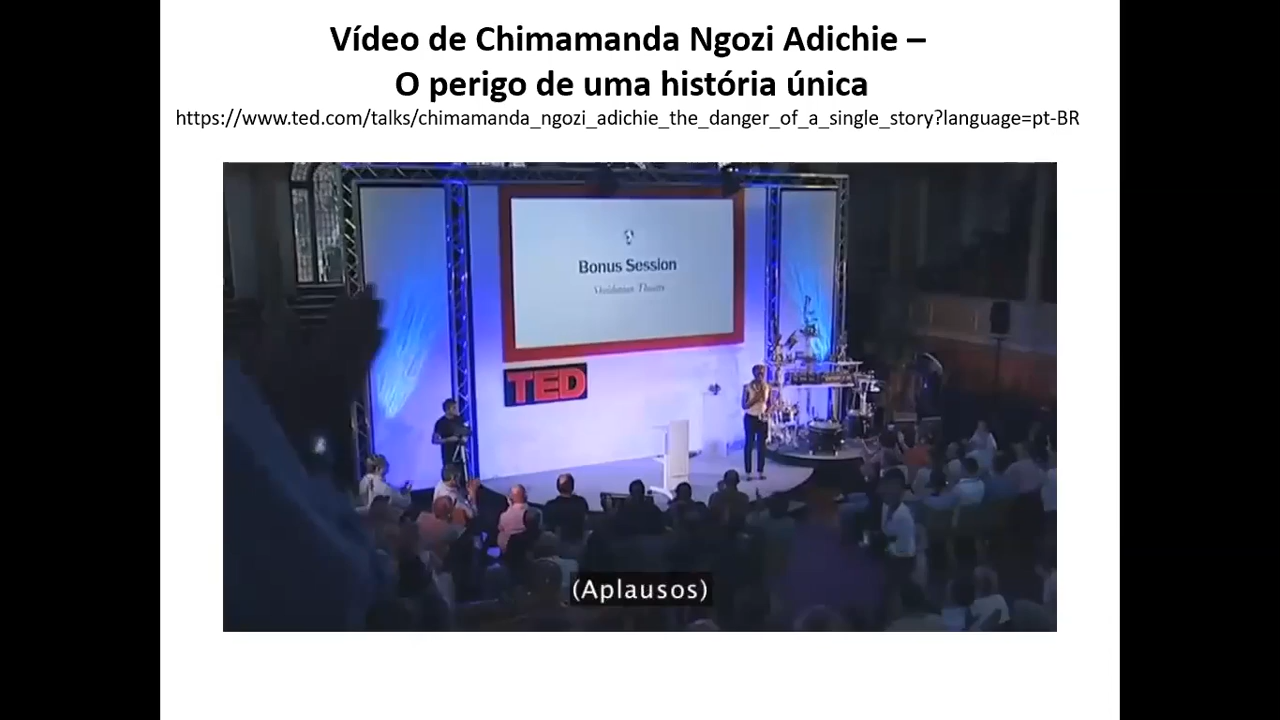 Vídeo de Chimamanda Ngozi Adichie –
O perigo de uma história única
https://www.ted.com/talks/chimamanda_ngozi_adichie_the_danger_of_a_single_story?language=pt-BR
Bonus Session
TED
(Aplausos)